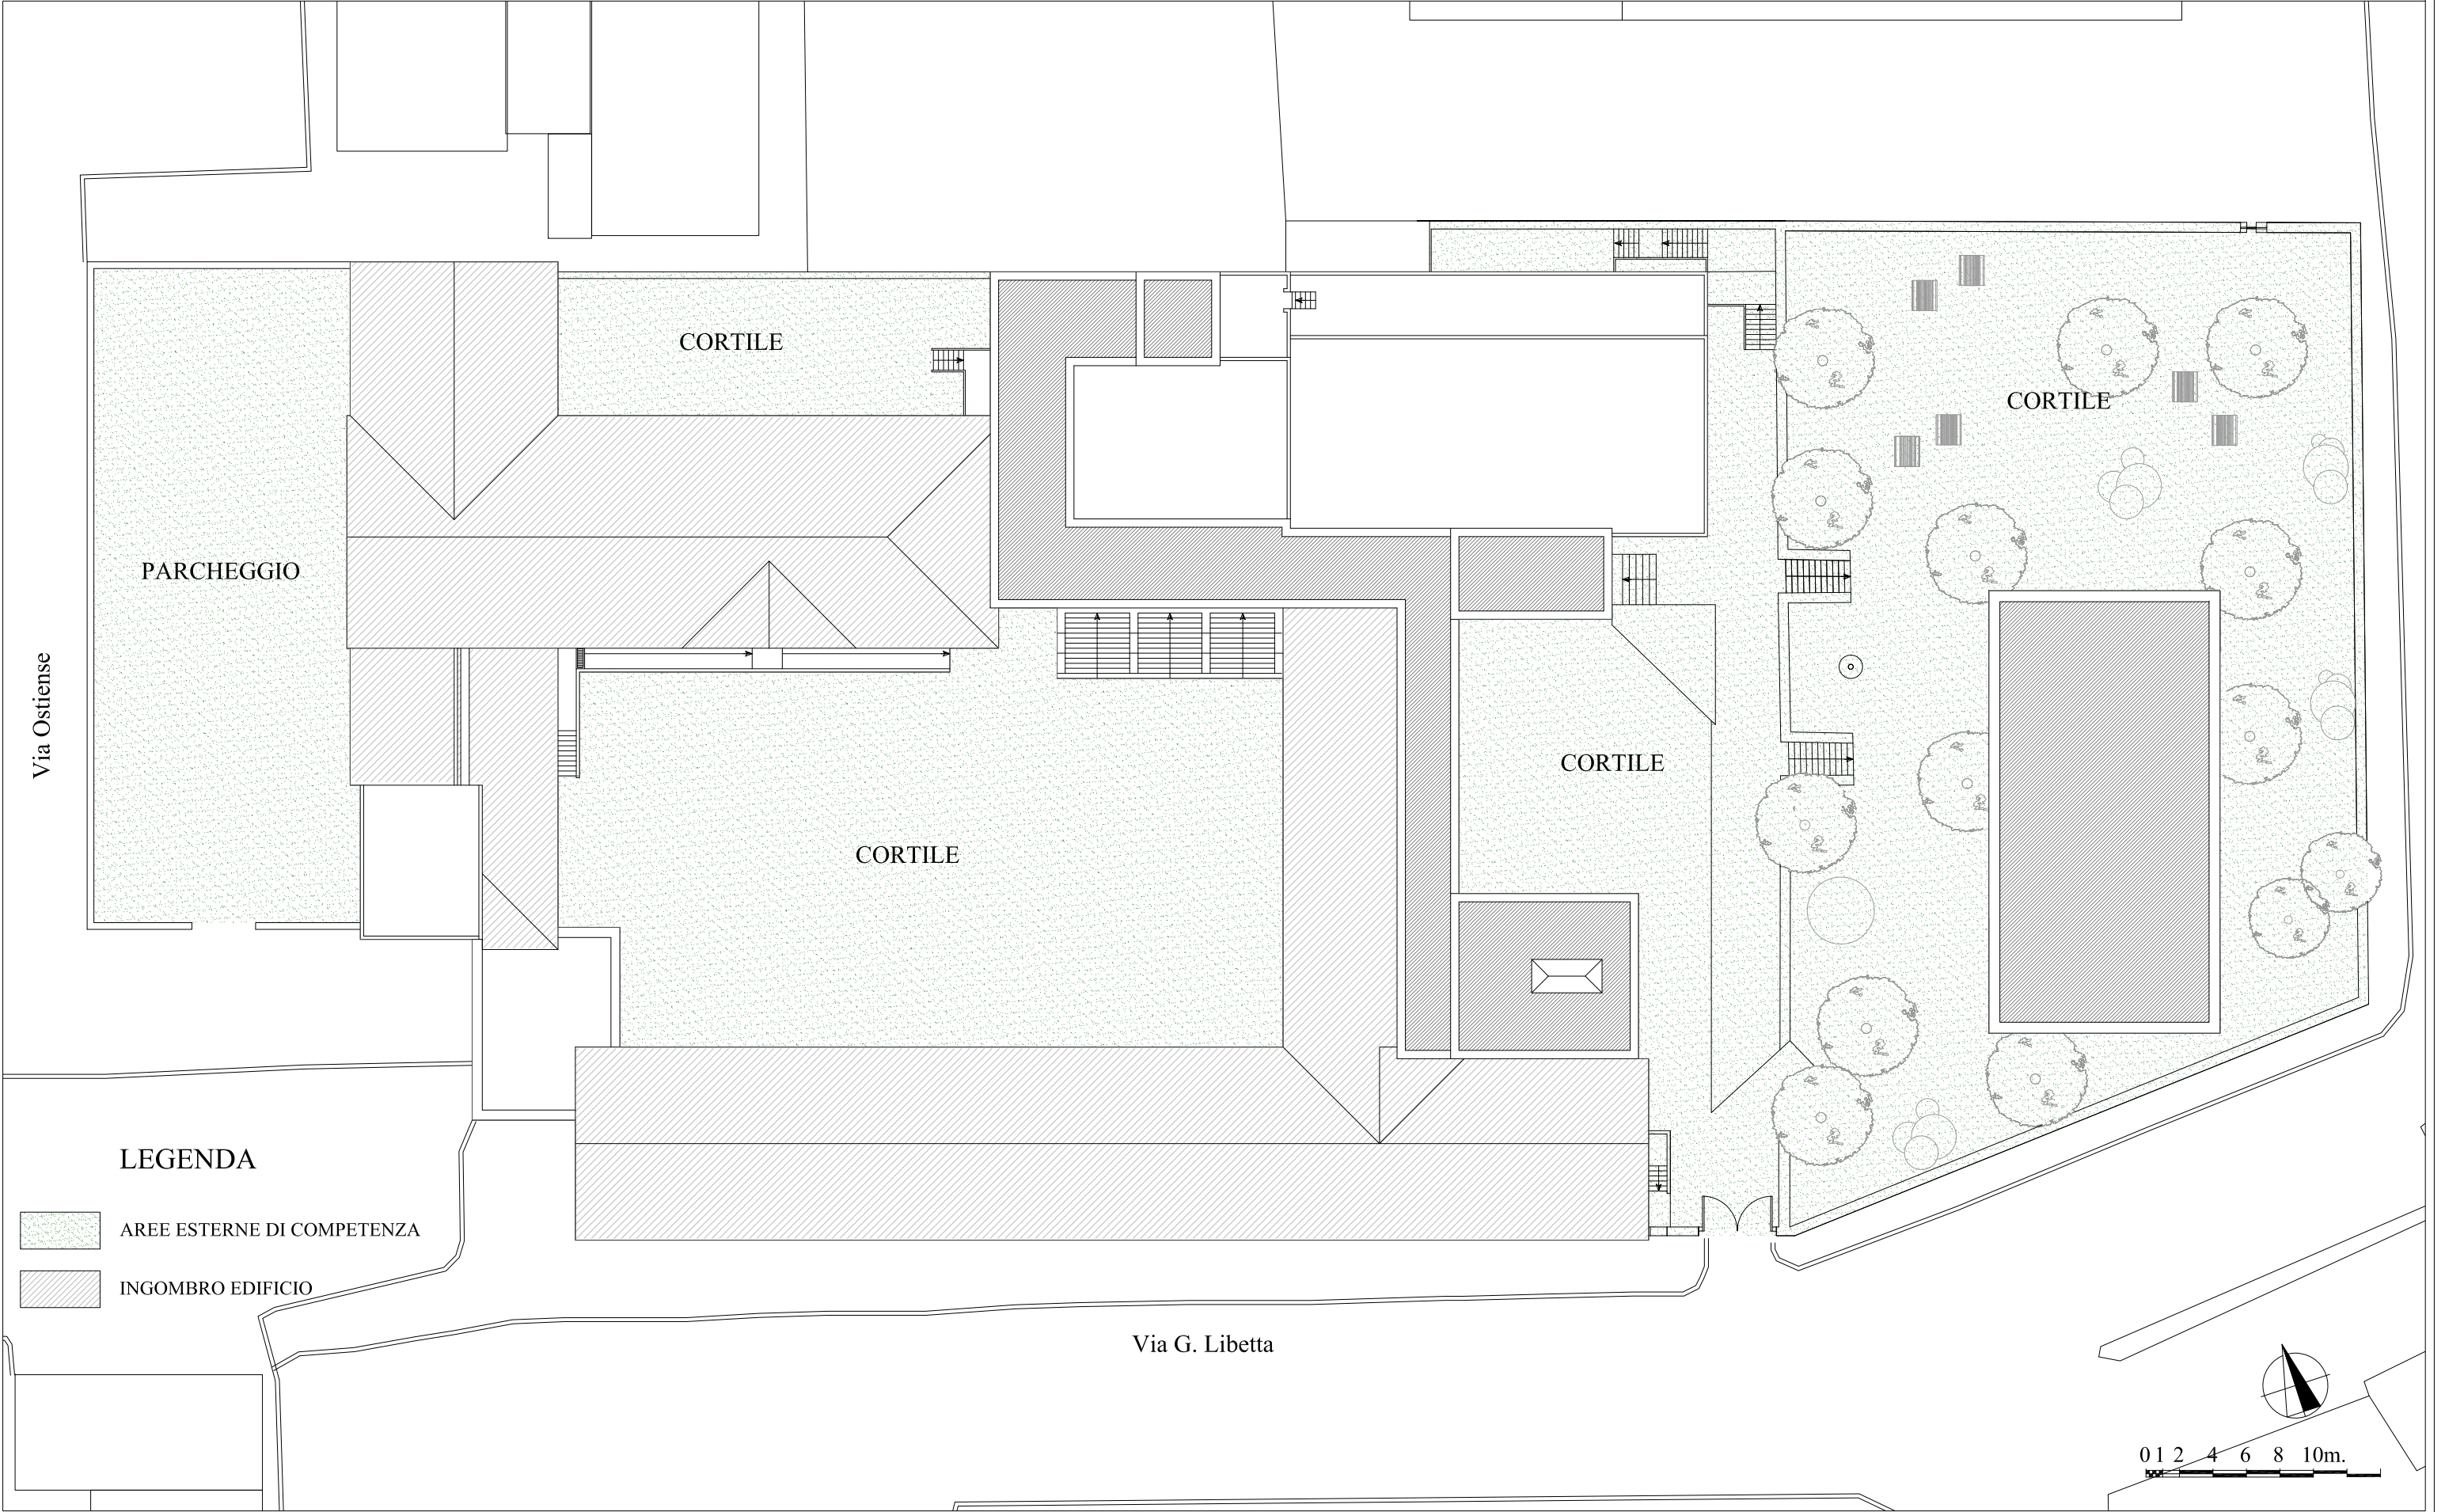 CORTILE
CORTILE
PARCHEGGIO
Via Ostiense
CORTILE
CORTILE
LEGENDA
AREE ESTERNE DI COMPETENZA
INGOMBRO EDIFICIO
Via G. Libetta
0 1 2 4 6 8 10m.